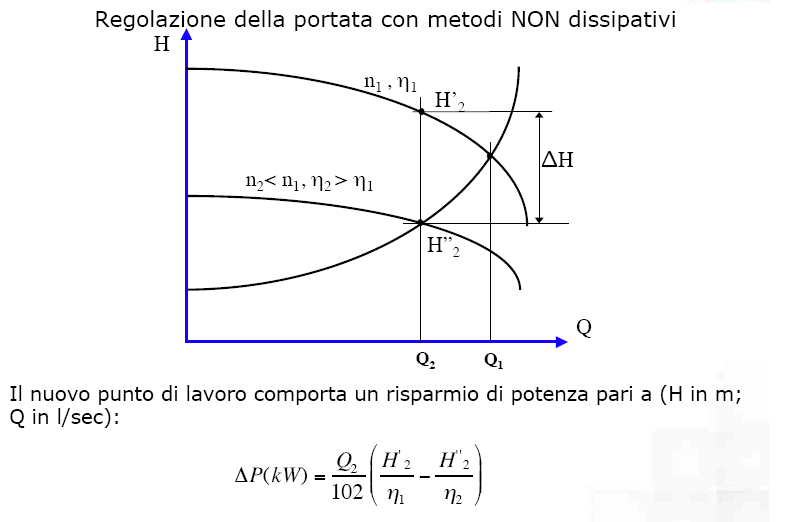 Regolazione della portata con metodi NON dissipativi
H
n₁ , η₁
H'₂
ΔH
n₂< n₁, η₂> η₁
H"₂
Q
Q₂ Q₁
Il nuovo punto di lavoro comporta un risparmio di potenza pari a (H in m;
Q in l/sec):
ΔP(kW) = Q₂/102 (H'₂/η₁ − H"₂/η₂)